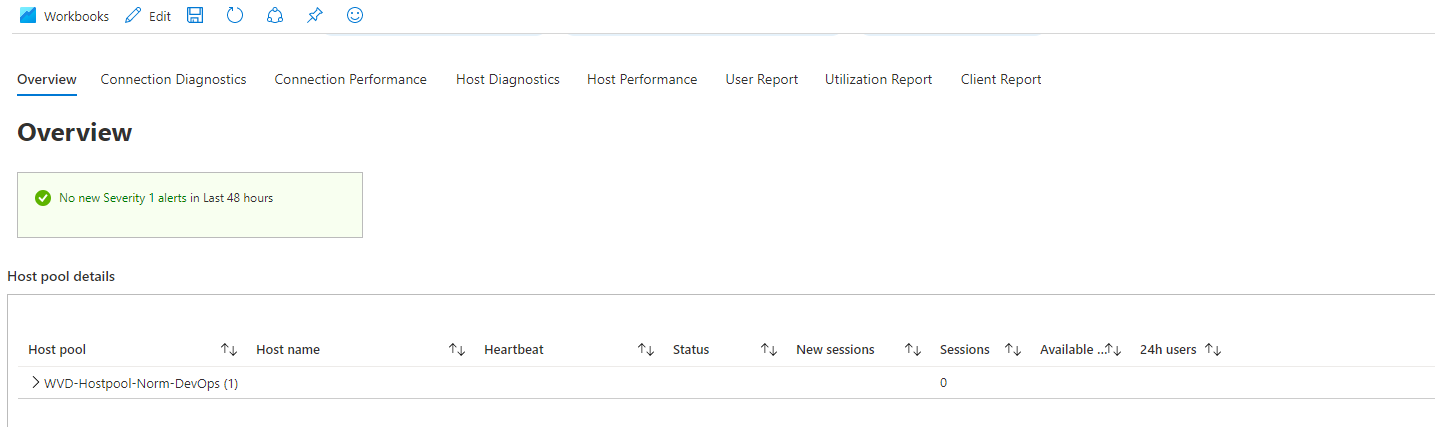 Workbooks Edit
Overview Connection Diagnostics Connection Performance Host Diagnostics Host Performance User Report Utilization Report Client Report
Overview
No new Severity 1 alerts in Last 48 hours
Host pool details
Host pool Host name Heartbeat Status New sessions Sessions Available ... 24h users
WVD-Hostpool-Norm-DevOps (1) 0